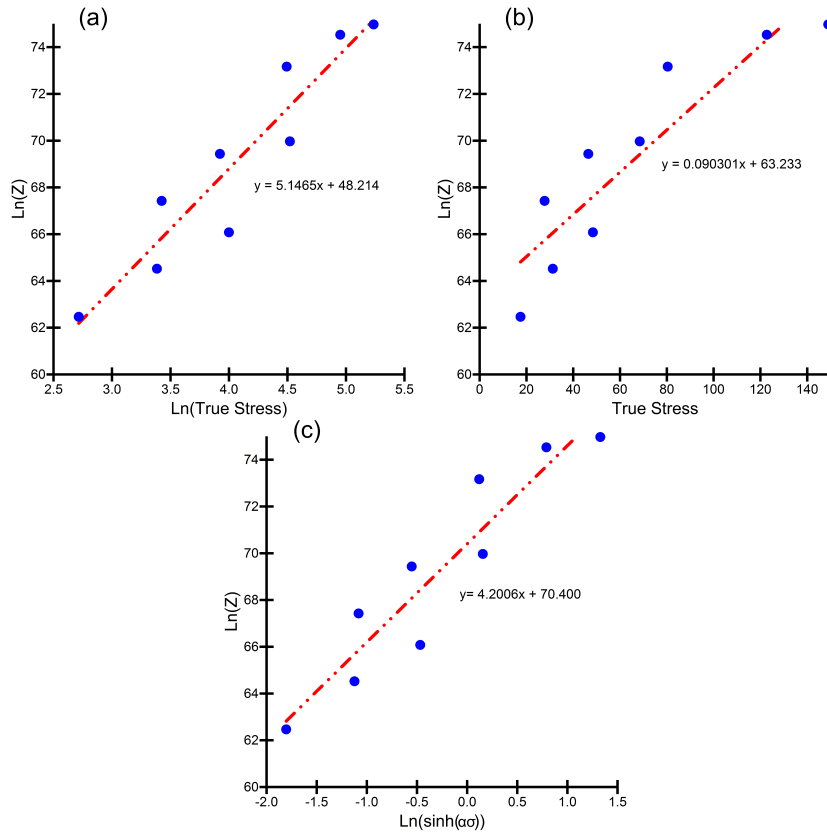 (a)
74
72
70
68
66
64
62
60
2.5 3.0 3.5 4.0 4.5 5.0 5.5
Ln(Z)
Ln(True Stress)
y = 5.1465x + 48.214
(b)
74
72
70
68
66
64
62
60
0 20 40 60 80 100 120 140
Ln(Z)
True Stress
y = 0.090301x + 63.233
(c)
74
72
70
68
66
64
62
60
-2.0 -1.5 -1.0 -0.5 0.0 0.5 1.0 1.5
Ln(Z)
Ln(sinh(ασ))
y= 4.2006x + 70.400